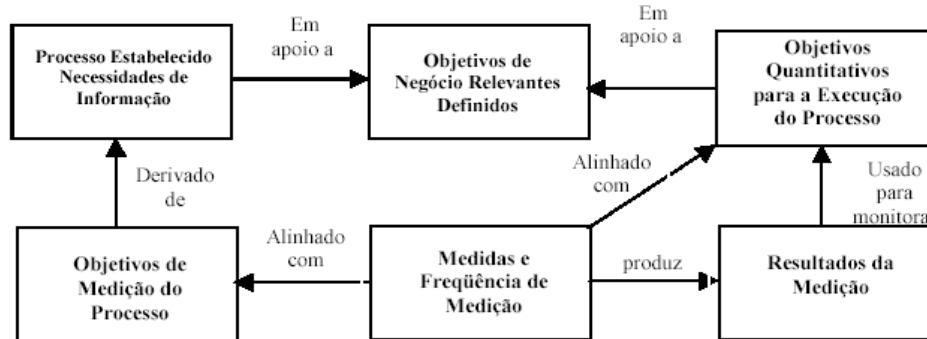 Em
apoio a
Em
apoio a
Processo Estabelecido
Necessidades de
Informação
Objetivos de
Negócio Relevantes
Definidos
Objetivos
Quantitativos
para a Execução
do Processo
Derivado
de
Alinhado
com
Usado
para
monitora
Objetivos de
Medição do
Processo
Alinhado
com
Medidas e
Freqüência de
Medição
produz
Resultados da
Medição